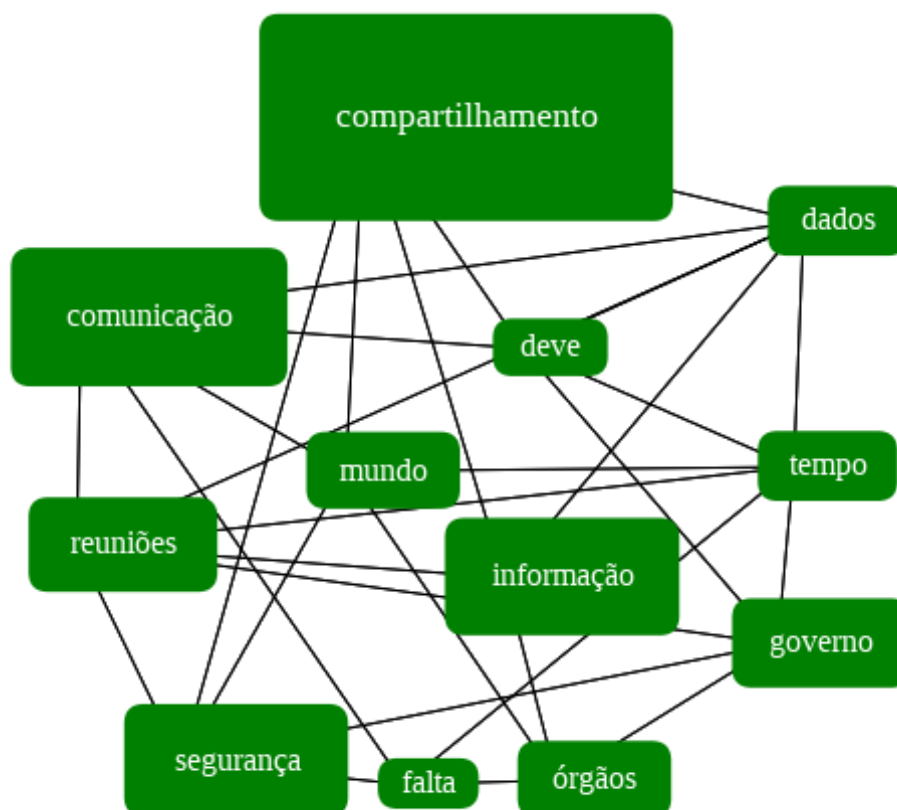 compartilhamento
dados
comunicação
deve
mundo
tempo
reuniões
informação
governo
segurança
falta
órgãos